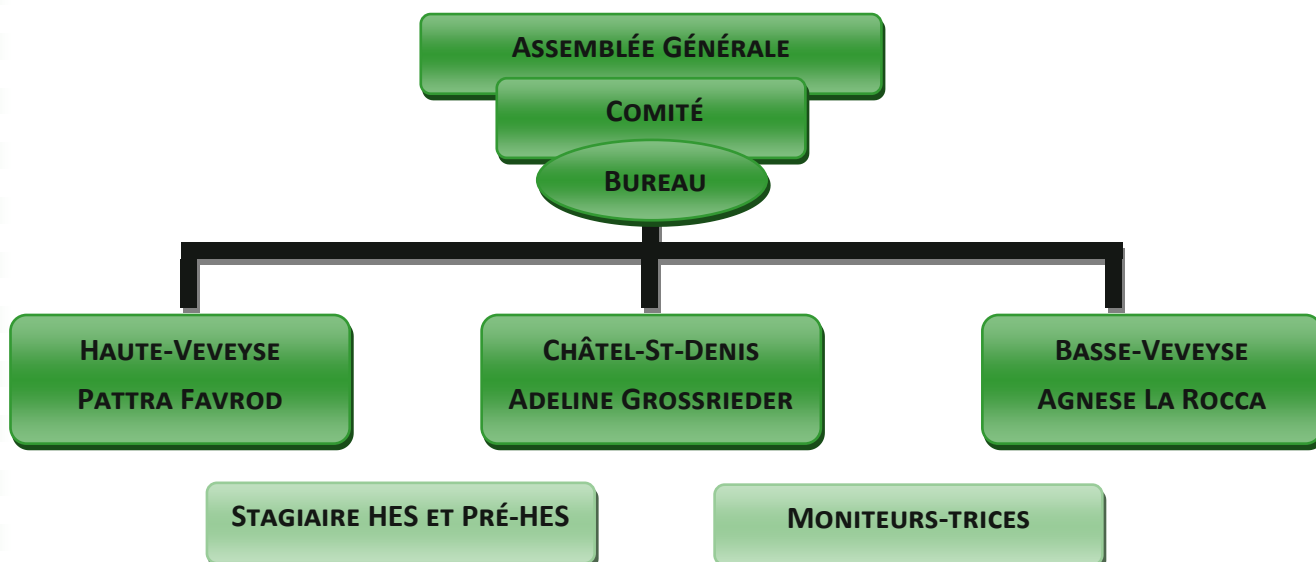 Assemblée Générale
Comité
Bureau
Haute-Veveyse
Pattra Favrod
Châtel-St-Denis
Adeline Grossrieder
Basse-Veveyse
Agnese La Rocca
Stagiaire HES et Pré-HES
Moniteurs-trices